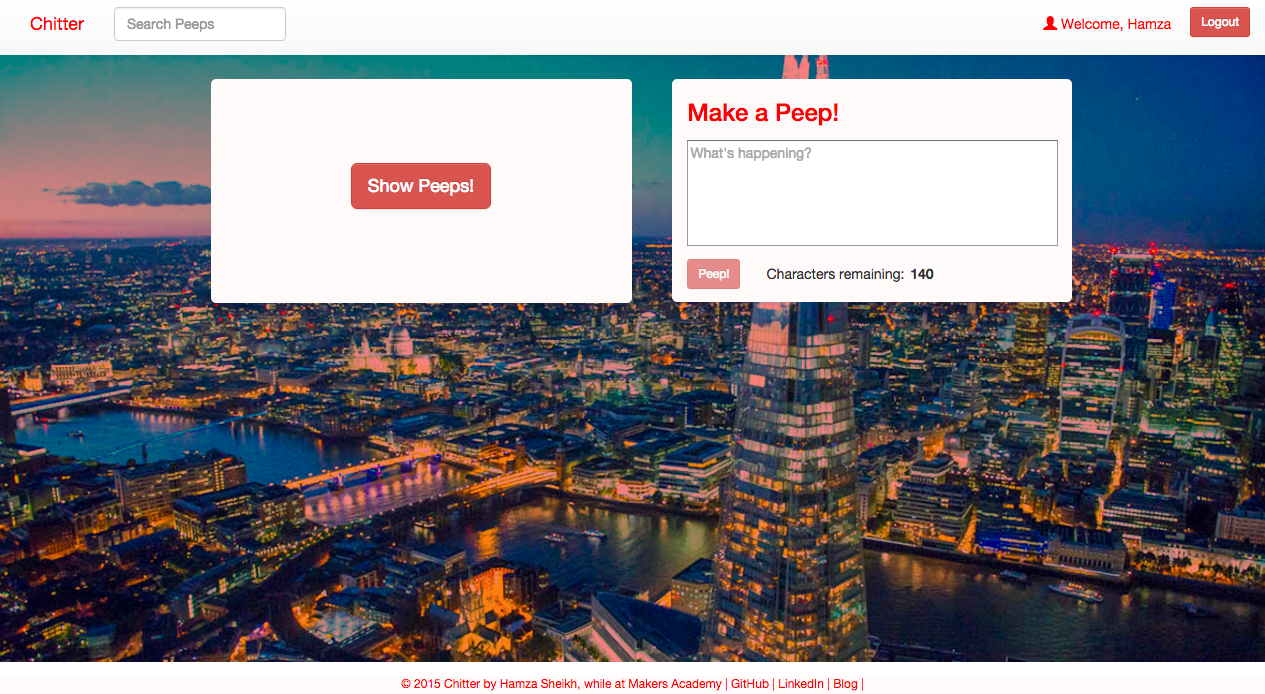 Chitter
Search Peeps
Welcome, Hamza
Logout
Show Peeps!
Make a Peep!
What's happening?
Peep!
Characters remaining: 140
© 2015 Chitter by Hamza Sheikh, while at Makers Academy | GitHub | LinkedIn | Blog |